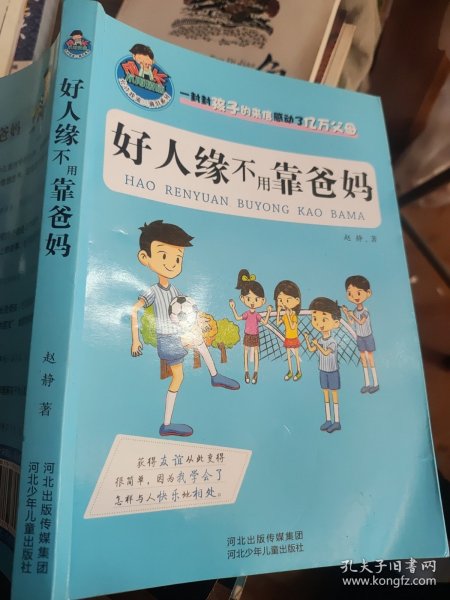 一封封孩子的来信感动了几万父母
好人缘不用靠爸妈
HAO RENYUAN BUYONG KAO BAMA
赵静 著
获得友谊从此变得
很简单，因为我学会了
怎样与人快乐地相处。
河北出版传媒集团
河北少年儿童出版社
好人缘不用靠爸妈
赵静 著
河北出版传媒集团
河北少年儿童出版社
孔夫子旧书网
www.kongfz.com